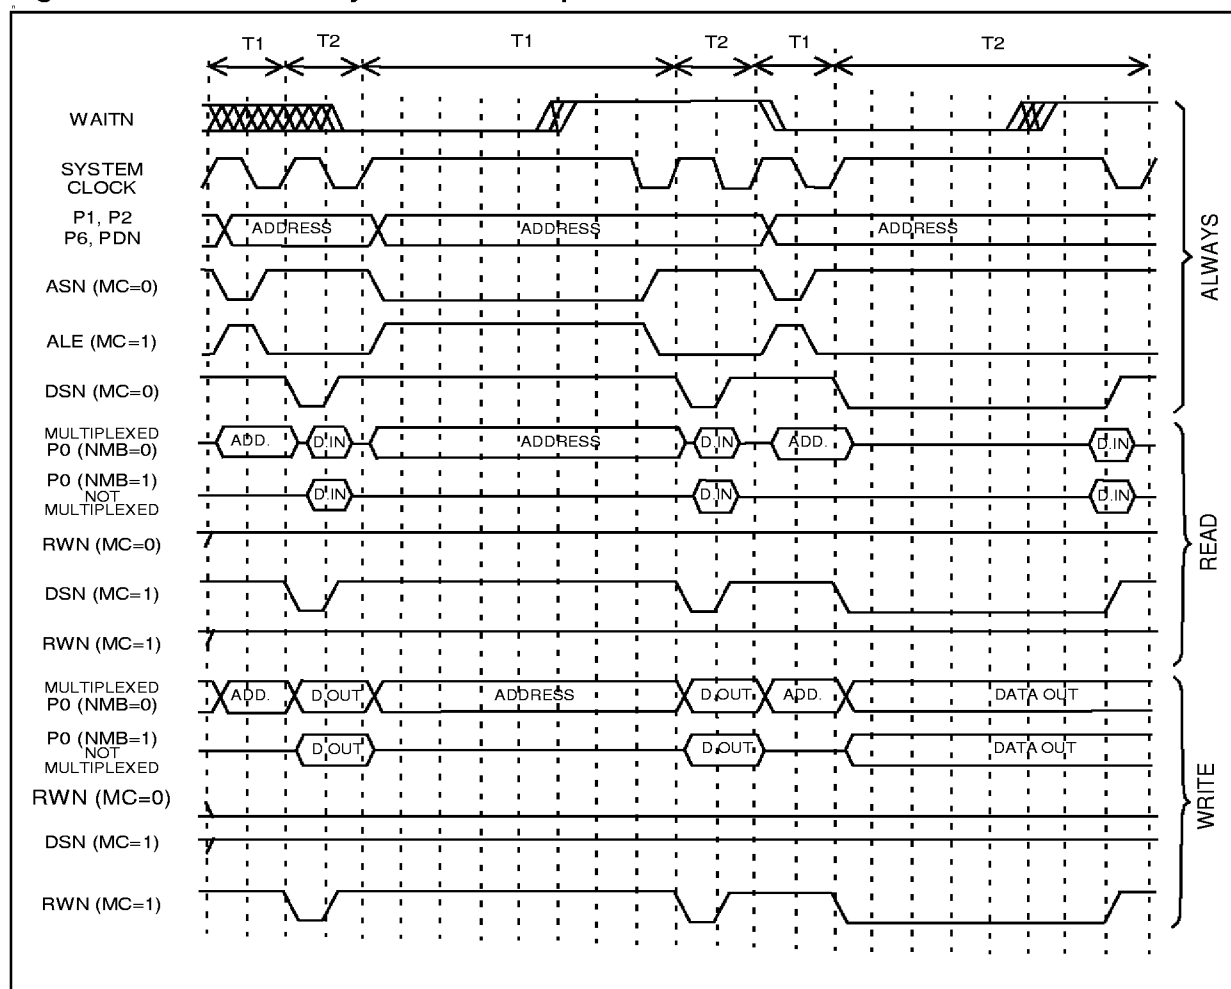 T1 T2 T1 T2 T1 T2
WAITN
SYSTEM
CLOCK
P1, P2
P6, PDN
ADDRESS ADDRESS ADDRESS
ASN (MC=0)
ALE (MC=1)
DSN (MC=0)
ALWAYS
MULTIPLEXED
P0 (NMB=0)
ADD. D.IN ADDRESS D.IN ADD. D.IN
P0 (NMB=1)
NOT
MULTIPLEXED
D.IN D.IN D.IN
RWN (MC=0)
DSN (MC=1)
RWN (MC=1)
READ
MULTIPLEXED
P0 (NMB=0)
ADD. D.OUT ADDRESS D.OUT ADD. DATA OUT
P0 (NMB=1)
NOT
MULTIPLEXED
D.OUT D.OUT DATA OUT
RWN (MC=0)
DSN (MC=1)
RWN (MC=1)
WRITE